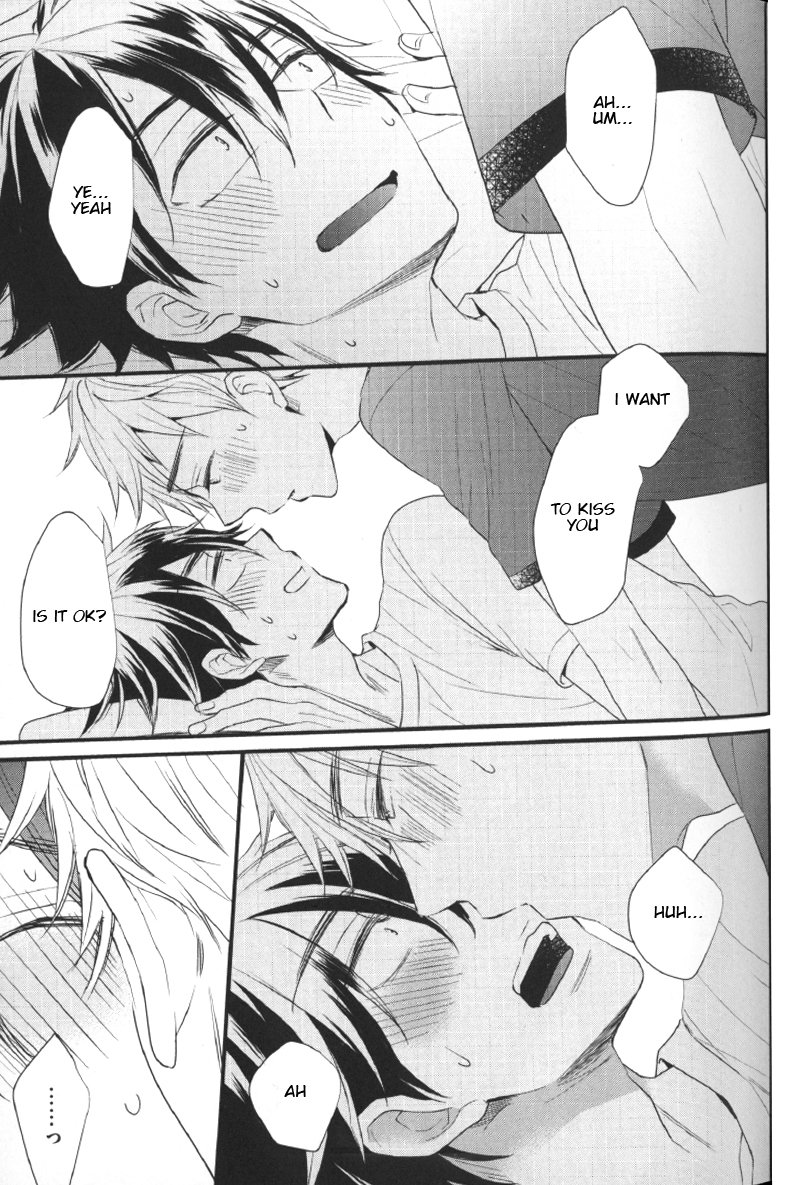 AH...
UM...
YE...
YEAH
I WANT
TO KISS
YOU
IS IT OK?
HUH...
AH
……っ